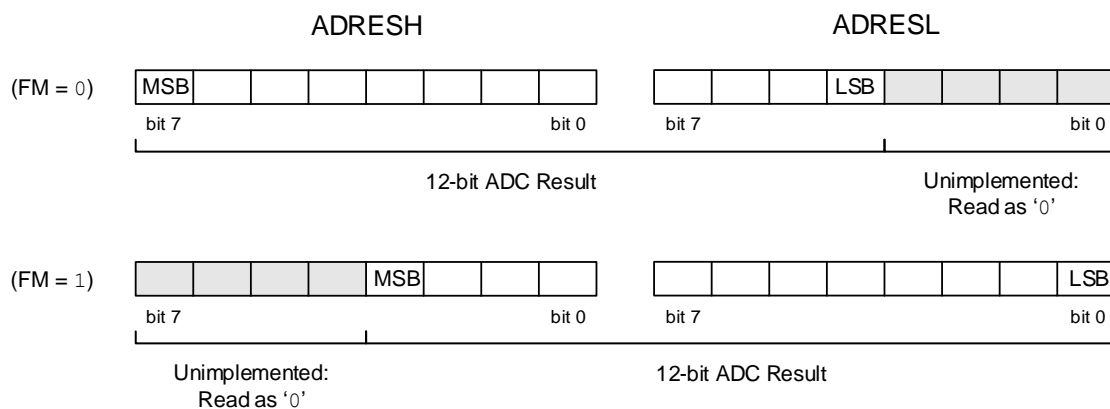 ADRESH ADRESL
(FM = 0) MSB LSB
bit 7 bit 0 bit 7 bit 0
12-bit ADC Result Unimplemented:
Read as ‘0’
(FM = 1) MSB LSB
bit 7 bit 0 bit 7 bit 0
Unimplemented: 12-bit ADC Result
Read as ‘0’